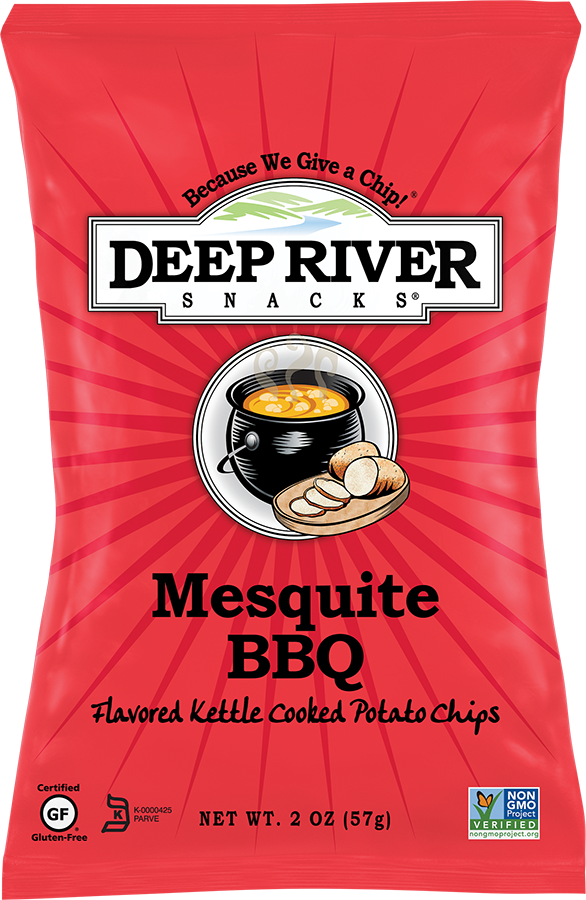 Because We Give a Chip!®
DEEP RIVER
SNACKS®
Mesquite
BBQ
Flavored Kettle Cooked Potato Chips
Certified
GF
Gluten-Free
K
K-0000425
PARVE
NET WT. 2 OZ (57g)
NON
GMO
Project
VERIFIED
nongmoproject.org